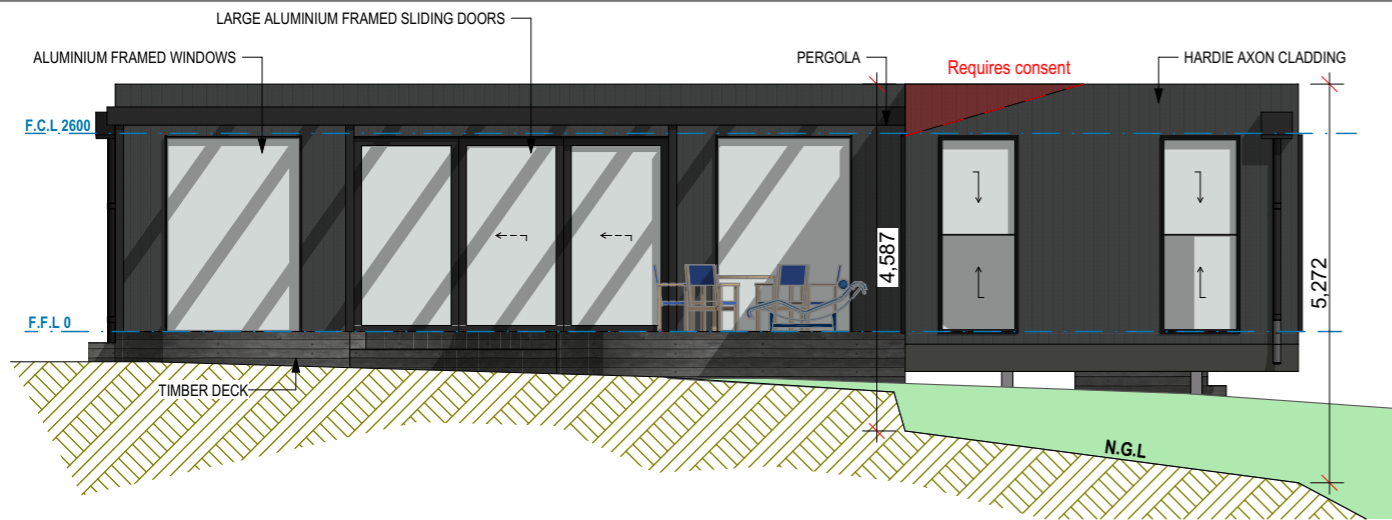 LARGE ALUMINIUM FRAMED SLIDING DOORS
ALUMINIUM FRAMED WINDOWS
PERGOLA
Requires consent
HARDIE AXON CLADDING
F.C.L 2600
4,587
5,272
F.F.L 0
TIMBER DECK
N.G.L